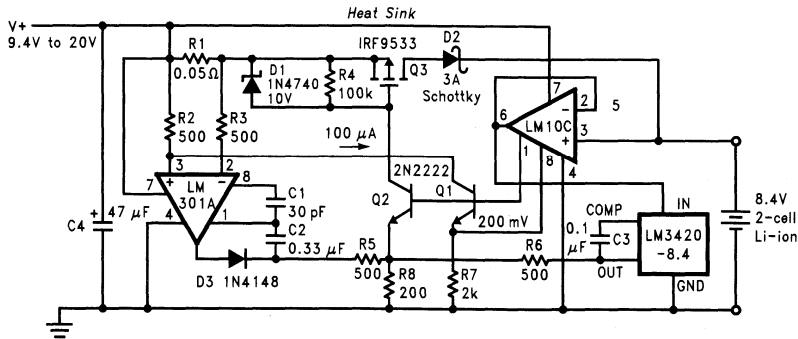 Heat Sink
V+
9.4V to 20V
R1
0.05Ω
IRF9533
D2
D1
1N4740
10V
R4
100k
Q3
3A
Schottky
7
6
2
5
LM10C
3
1
8
4
R2
500
R3
500
100 μA
3
2
7
LM
301A
8
4
1
C1
30 pF
2N2222
Q2
Q1
200 mV
C4
+
47 μF
C2
0.33 μF
D3 1N4148
R5
500
R8
200
R7
2k
R6
500
COMP
0.1
μF
C3
OUT
IN
LM3420
-8.4
GND
8.4V
2-cell
Li-ion